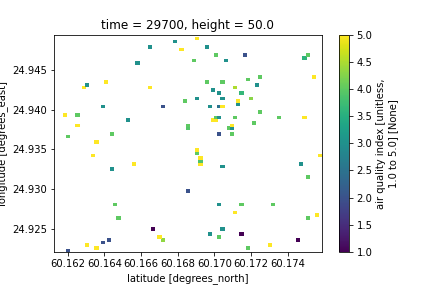 time = 29700, height = 50.0
24.945
24.940
24.935
24.930
24.925
longitude [degrees_east]
60.162 60.164 60.166 60.168 60.170 60.172 60.174
latitude [degrees_north]
5.0
4.5
4.0
3.5
3.0
2.5
2.0
1.5
1.0
air quality index [unitless,
1.0 to 5.0] [None]